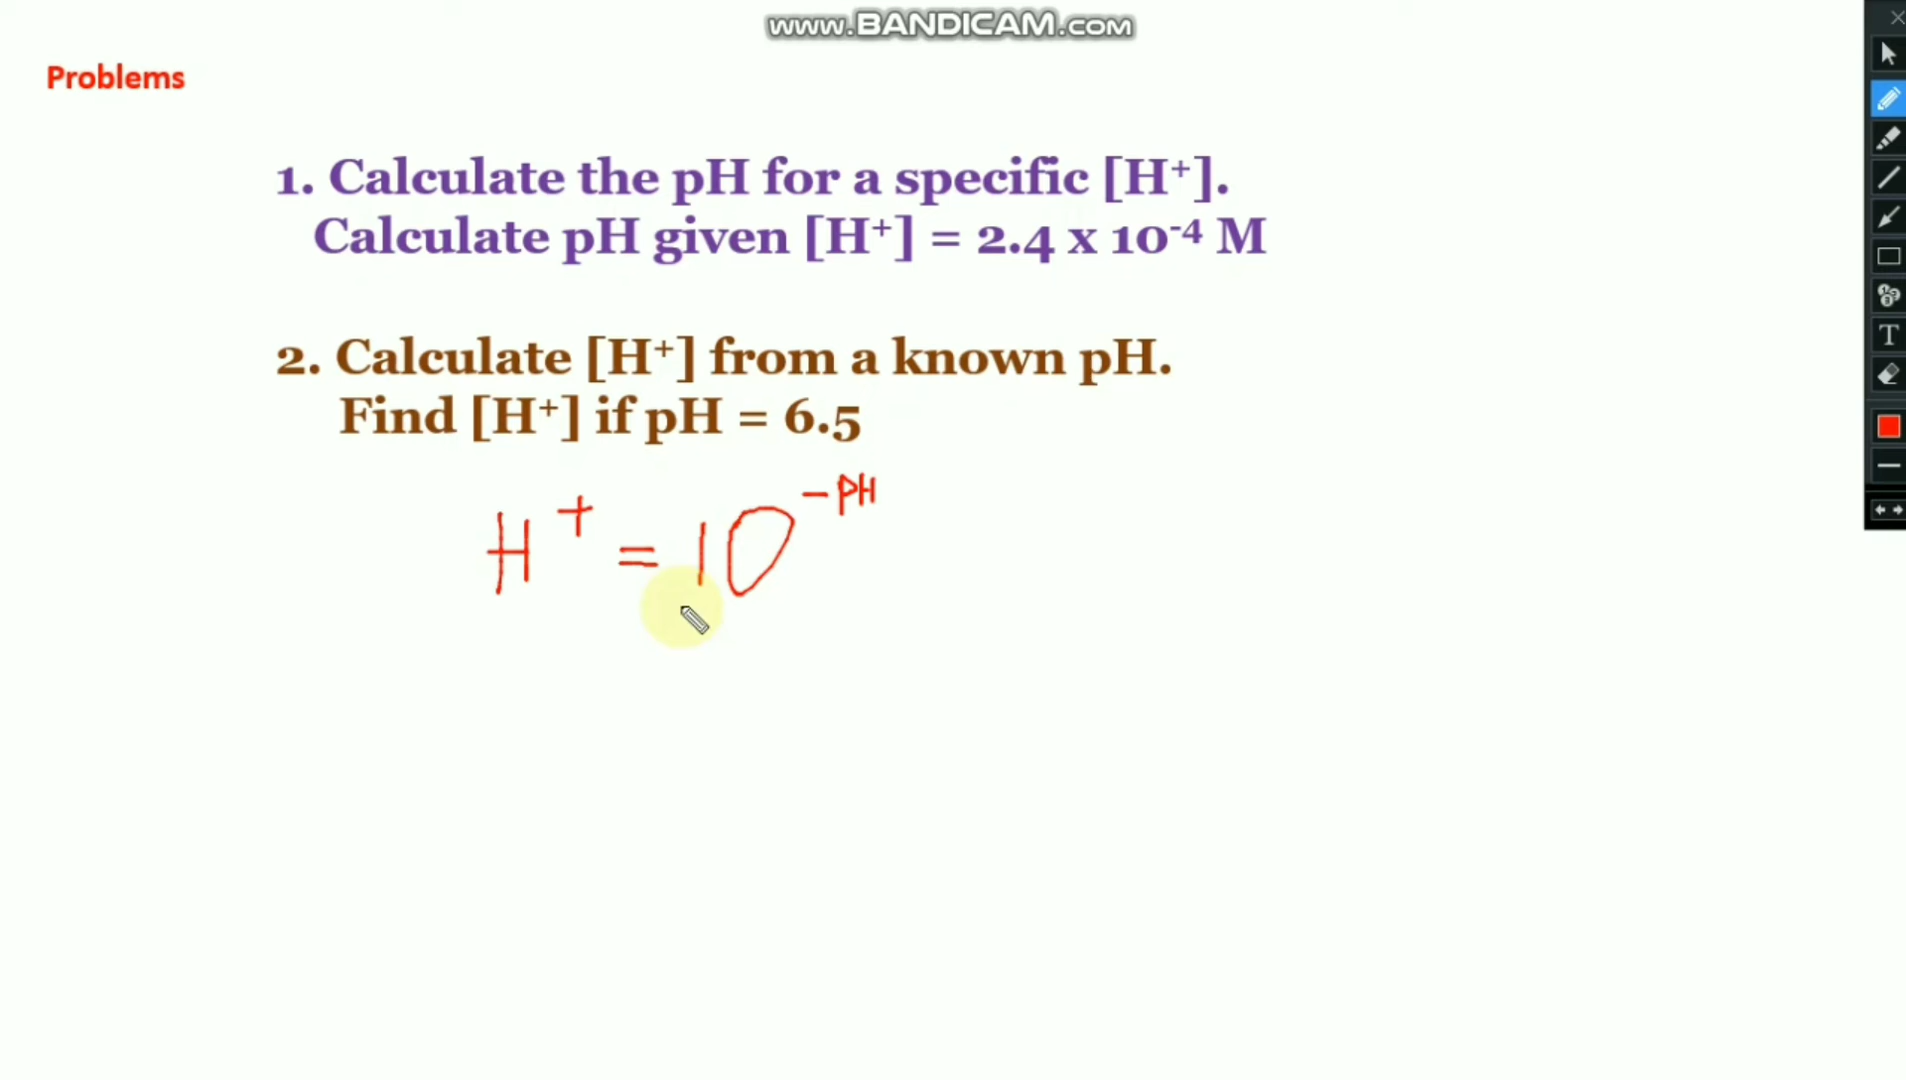 www.BANDICAM.com
Problems
1. Calculate the pH for a specific [H⁺].
Calculate pH given [H⁺] = 2.4 x 10⁻⁴ M
2. Calculate [H⁺] from a known pH.
Find [H⁺] if pH = 6.5
H⁺ = 10⁻ᴾᴴ
T